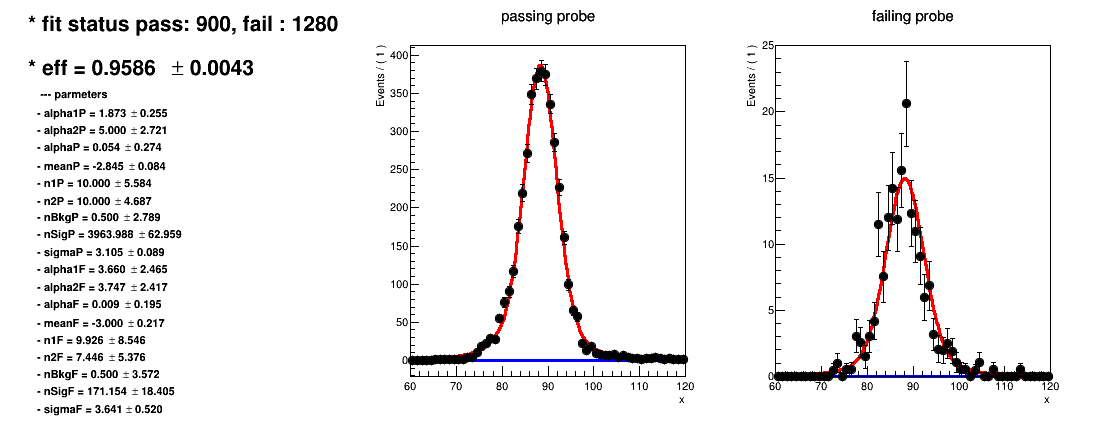 * fit status pass: 900, fail : 1280
* eff = 0.9586 ± 0.0043
--- parmeters
- alpha1P = 1.873 ± 0.255
- alpha2P = 5.000 ± 2.721
- alphaP = 0.054 ± 0.274
- meanP = -2.845 ± 0.084
- n1P = 10.000 ± 5.584
- n2P = 10.000 ± 4.687
- nBkgP = 0.500 ± 2.789
- nSigP = 3963.988 ± 62.959
- sigmaP = 3.105 ± 0.089
- alpha1F = 3.660 ± 2.465
- alpha2F = 3.747 ± 2.417
- alphaF = 0.009 ± 0.195
- meanF = -3.000 ± 0.217
- n1F = 9.926 ± 8.546
- n2F = 7.446 ± 5.376
- nBkgF = 0.500 ± 3.572
- nSigF = 171.154 ± 18.405
- sigmaF = 3.641 ± 0.520
passing probe
Events / ( 1 )
400
350
300
250
200
150
100
50
0
60 70 80 90 100 110 120
x
failing probe
Events / ( 1 )
25
20
15
10
5
0
60 70 80 90 100 110 120
x